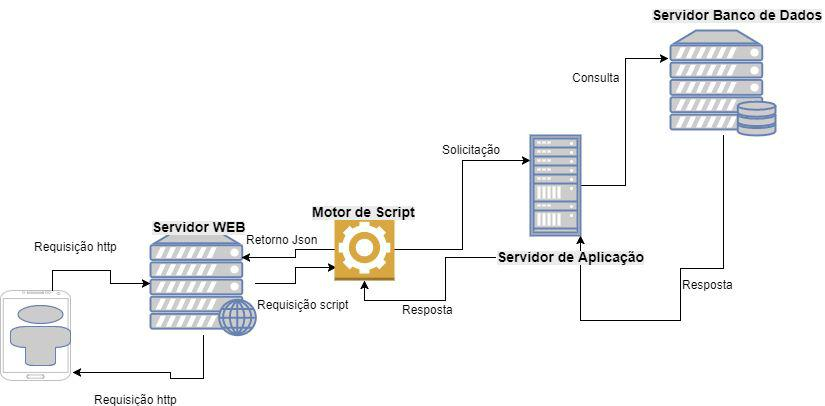 Servidor Banco de Dados
Consulta
Solicitação
Motor de Script
Servidor WEB
Retorno Json
Requisição http
Servidor de Aplicação
Resposta
Requisição script
Resposta
Requisição http